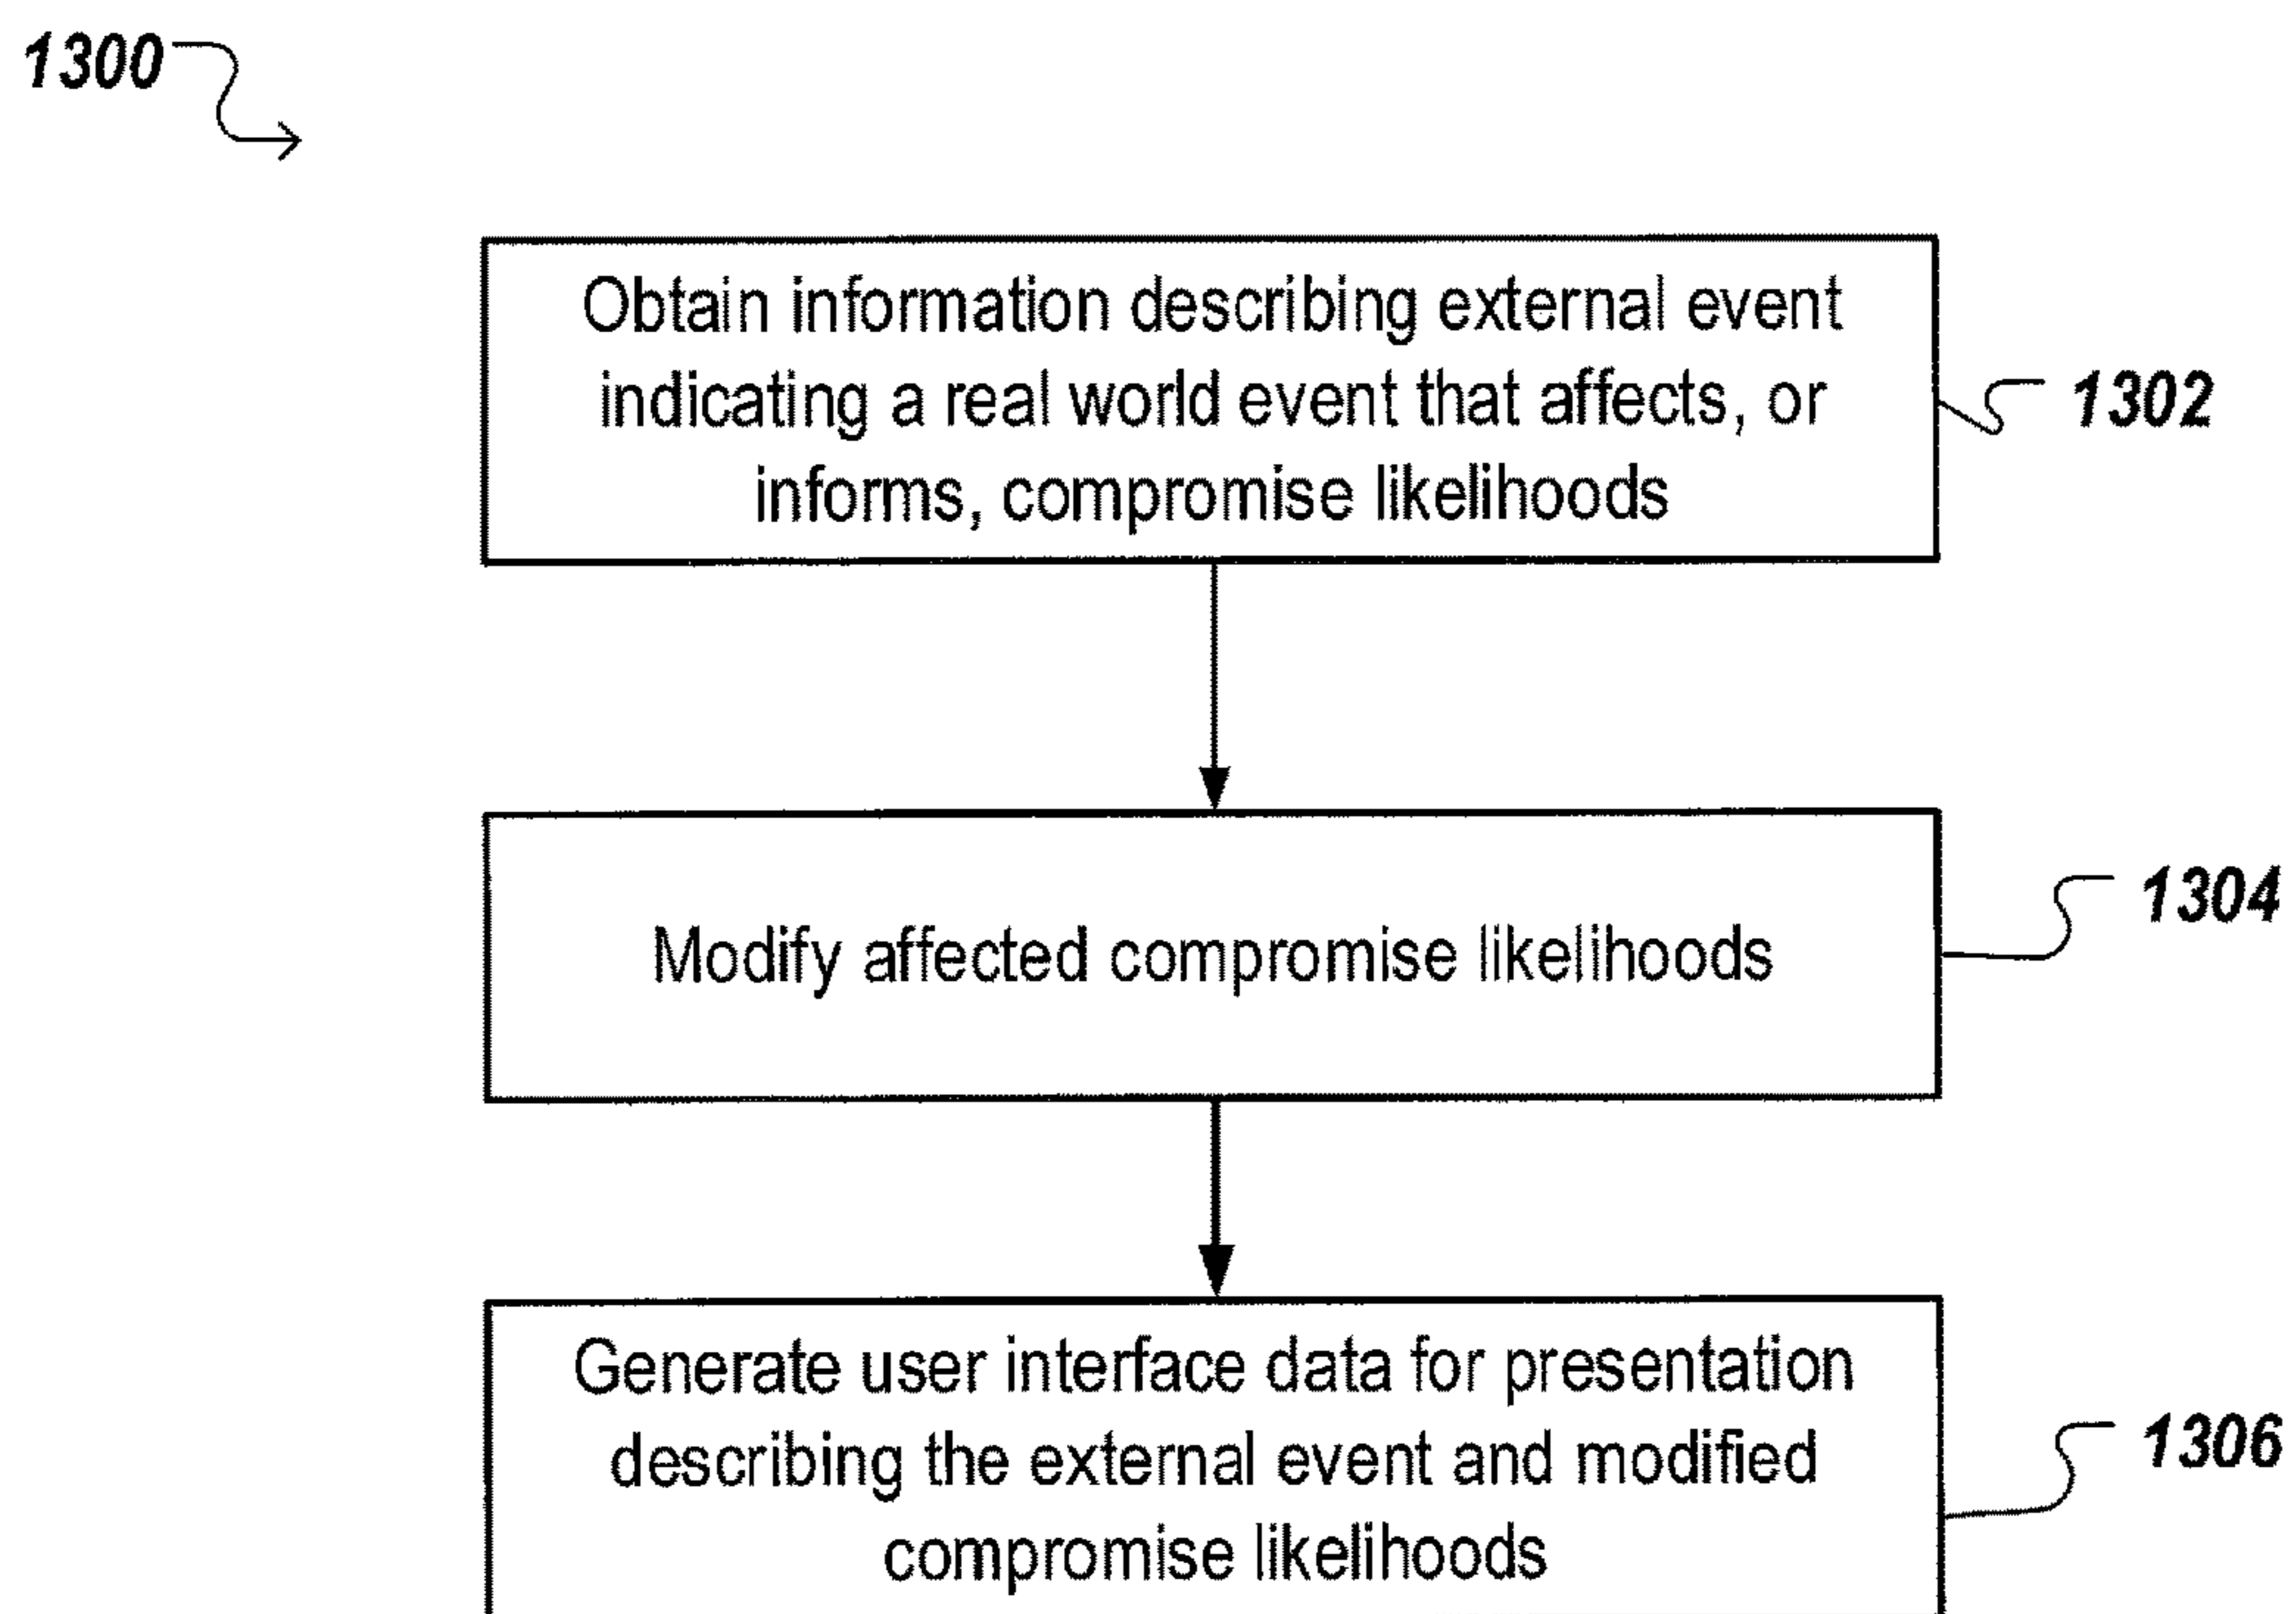 1300
Obtain information describing external event
indicating a real world event that affects, or
informs, compromise likelihoods
1302
Modify affected compromise likelihoods
1304
Generate user interface data for presentation
describing the external event and modified
compromise likelihoods
1306